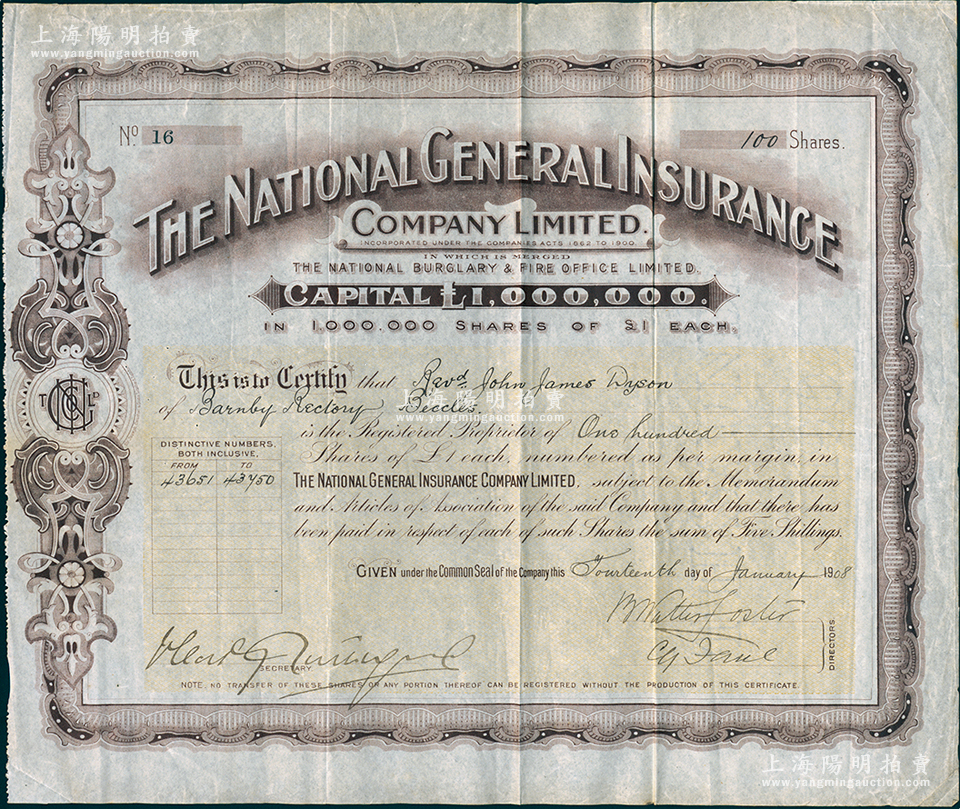 上海陽明拍賣
www.yangmingauction.com
No. 16
100 Shares.
THE NATIONAL GENERAL INSURANCE
COMPANY LIMITED.
INCORPORATED UNDER THE COMPANIES ACTS 1862 TO 1900.
IN WHICH IS MERGED
THE NATIONAL BURGLARY & FIRE OFFICE LIMITED.
CAPITAL £1,000,000.
IN 1,000,000 SHARES OF £1 EACH.
This is to Certify that Revd. John James Dyson
of Barnby Rectory, Beccles
上海陽明拍賣
www.yangmingauction.com
is the Registered Proprietor of One hundred
Shares of £1 each, numbered as per margin, in
THE NATIONAL GENERAL INSURANCE COMPANY LIMITED, subject to the Memorandum
and Articles of Association of the said Company and that there has
been paid in respect of each of such Shares the sum of Five Shillings.
DISTINCTIVE NUMBERS,
BOTH INCLUSIVE,
FROM TO
43651 43750
T LD
GIVEN under the Common Seal of the Company this Fourteenth day of January 1908
B Walter Foster
DIRECTORS.
SECRETARY
NOTE, NO TRANSFER OF THESE SHARES OR ANY PORTION THEREOF CAN BE REGISTERED WITHOUT THE PRODUCTION OF THIS CERTIFICATE.
上海陽明拍賣
www.yangmingauction.com